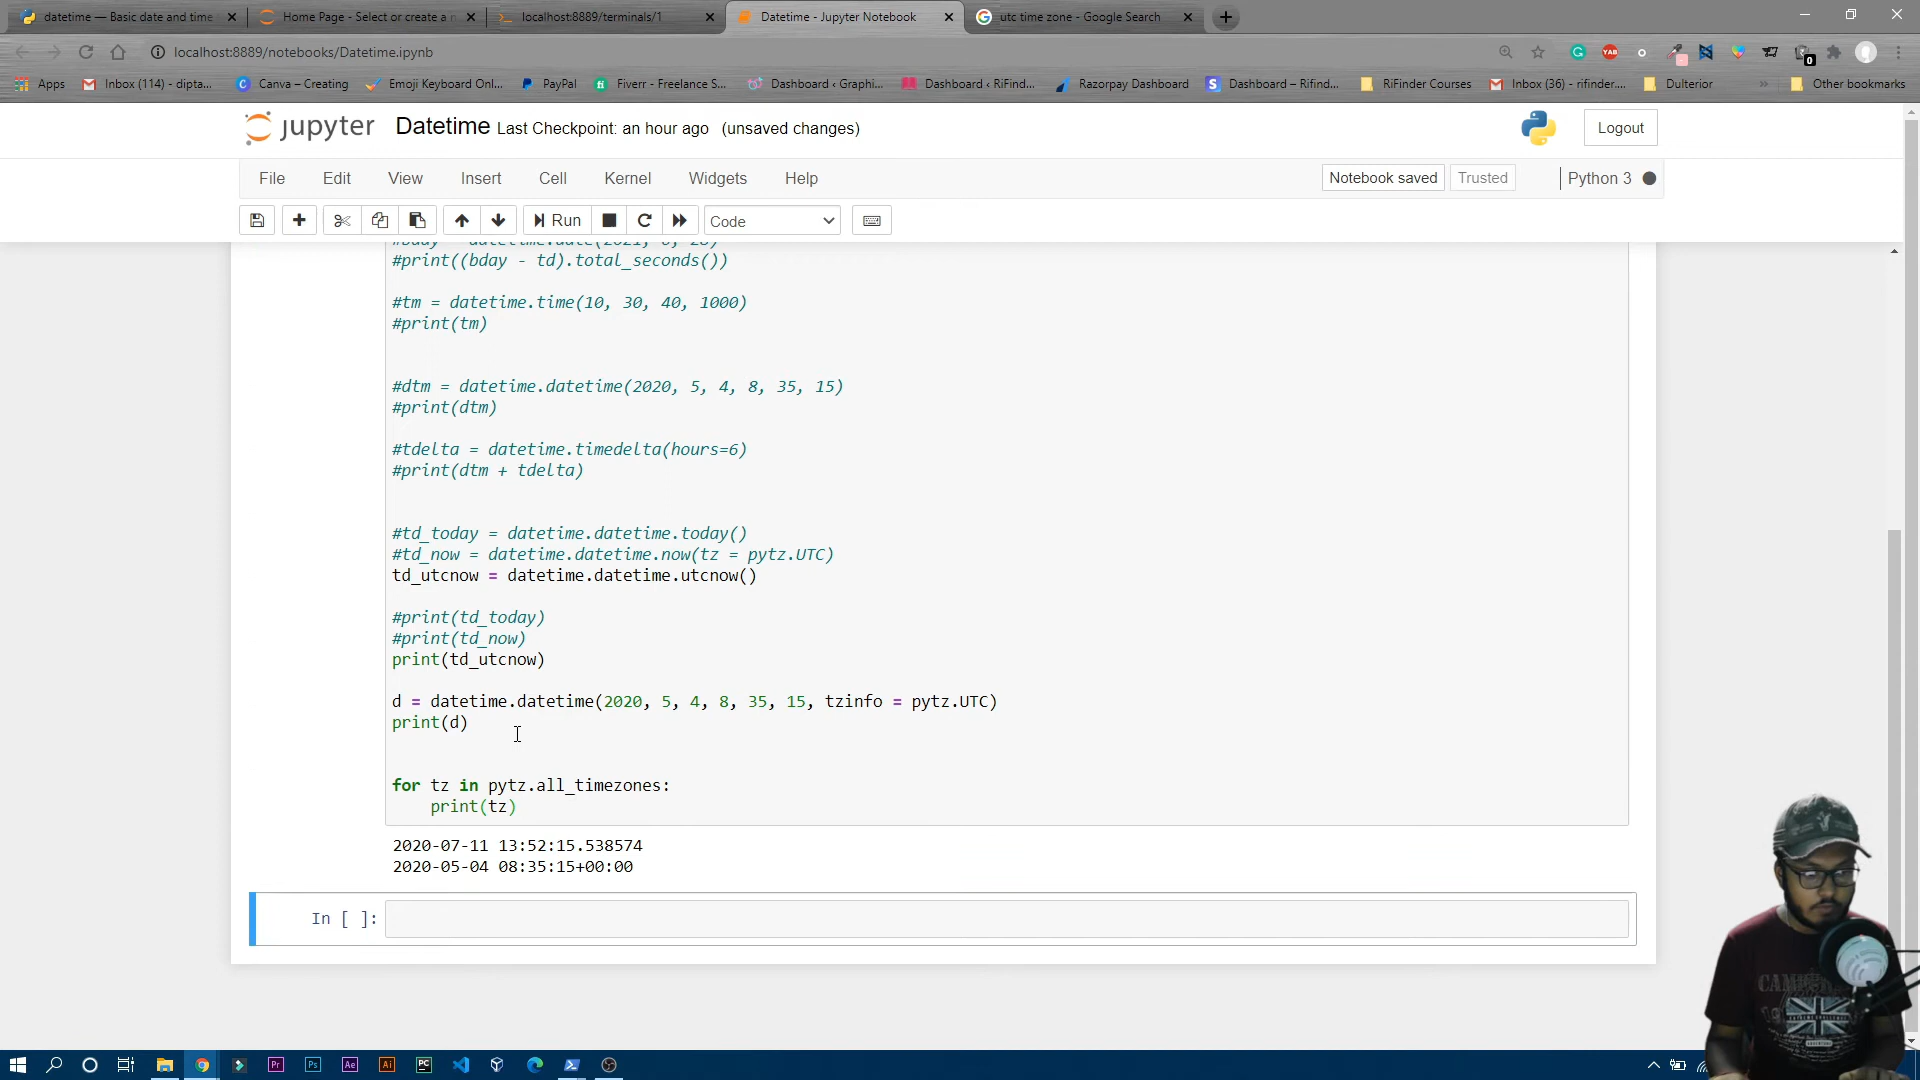 datetime — Basic date and time
Home Page - Select or create a n
localhost:8889/terminals/1
Datetime - Jupyter Notebook
utc time zone - Google Search
localhost:8889/notebooks/Datetime.ipynb
Apps
Inbox (114) - dipta...
Canva – Creating
Emoji Keyboard Onl...
PayPal
Fiverr - Freelance S...
Dashboard ‹ Graphi...
Dashboard ‹ RiFind...
Razorpay Dashboard
Dashboard – Rifind...
RiFinder Courses
Inbox (36) - rifinder....
Dulterior
Other bookmarks
jupyter Datetime Last Checkpoint: an hour ago (unsaved changes)
Logout
File Edit View Insert Cell Kernel Widgets Help
Notebook saved Trusted Python 3
Run Code
#bday = datetime.date(2021, 6, 28)
#print((bday - td).total_seconds())
#tm = datetime.time(10, 30, 40, 1000)
#print(tm)
#dtm = datetime.datetime(2020, 5, 4, 8, 35, 15)
#print(dtm)
#tdelta = datetime.timedelta(hours=6)
#print(dtm + tdelta)
#td_today = datetime.datetime.today()
#td_now = datetime.datetime.now(tz = pytz.UTC)
td_utcnow = datetime.datetime.utcnow()
#print(td_today)
#print(td_now)
print(td_utcnow)
d = datetime.datetime(2020, 5, 4, 8, 35, 15, tzinfo = pytz.UTC)
print(d)
for tz in pytz.all_timezones:
    print(tz)
2020-07-11 13:52:15.538574
2020-05-04 08:35:15+00:00
In [ ]: